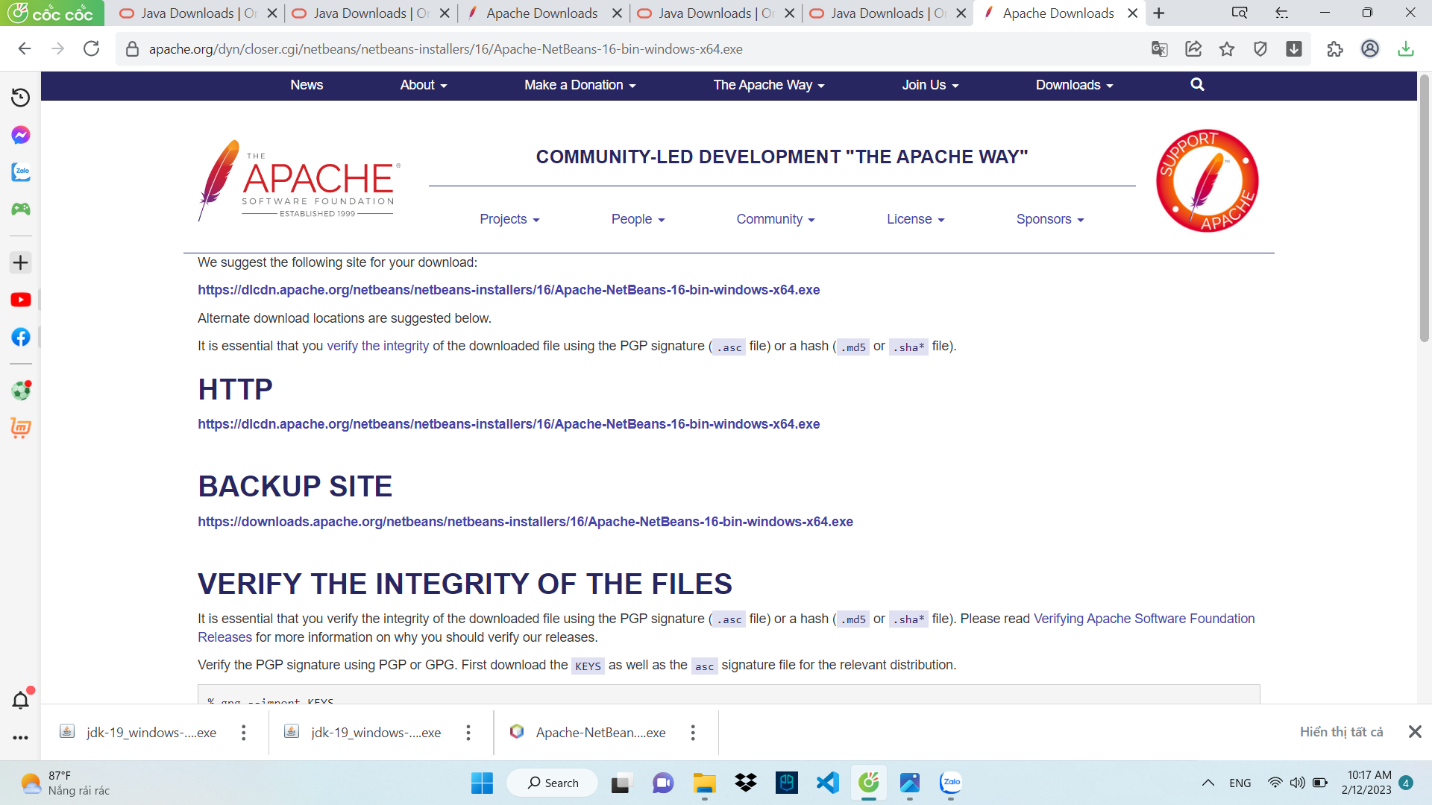 cốc cốc
Java Downloads | Or
Java Downloads | Or
Apache Downloads
Java Downloads | Or
Java Downloads | Or
Apache Downloads
apache.org/dyn/closer.cgi/netbeans/netbeans-installers/16/Apache-NetBeans-16-bin-windows-x64.exe
News About Make a Donation The Apache Way Join Us Downloads
THE
APACHE®
SOFTWARE FOUNDATION
ESTABLISHED 1999
COMMUNITY-LED DEVELOPMENT "THE APACHE WAY"
Projects People Community License Sponsors
SUPPORT
APACHE
Zalo
We suggest the following site for your download:
https://dlcdn.apache.org/netbeans/netbeans-installers/16/Apache-NetBeans-16-bin-windows-x64.exe
Alternate download locations are suggested below.
It is essential that you verify the integrity of the downloaded file using the PGP signature ( .asc file) or a hash ( .md5 or .sha* file).
HTTP
https://dlcdn.apache.org/netbeans/netbeans-installers/16/Apache-NetBeans-16-bin-windows-x64.exe
BACKUP SITE
https://downloads.apache.org/netbeans/netbeans-installers/16/Apache-NetBeans-16-bin-windows-x64.exe
VERIFY THE INTEGRITY OF THE FILES
It is essential that you verify the integrity of the downloaded file using the PGP signature ( .asc file) or a hash ( .md5 or .sha* file). Please read Verifying Apache Software Foundation
Releases for more information on why you should verify our releases.
Verify the PGP signature using PGP or GPG. First download the KEYS as well as the asc signature file for the relevant distribution.
% gpg --import KEYS
jdk-19_windows-....exe
jdk-19_windows-....exe
Apache-NetBean....exe
Hiển thị tất cả
87°F
Nắng rải rác
Search
Zalo
ENG
10:17 AM
2/12/2023
4